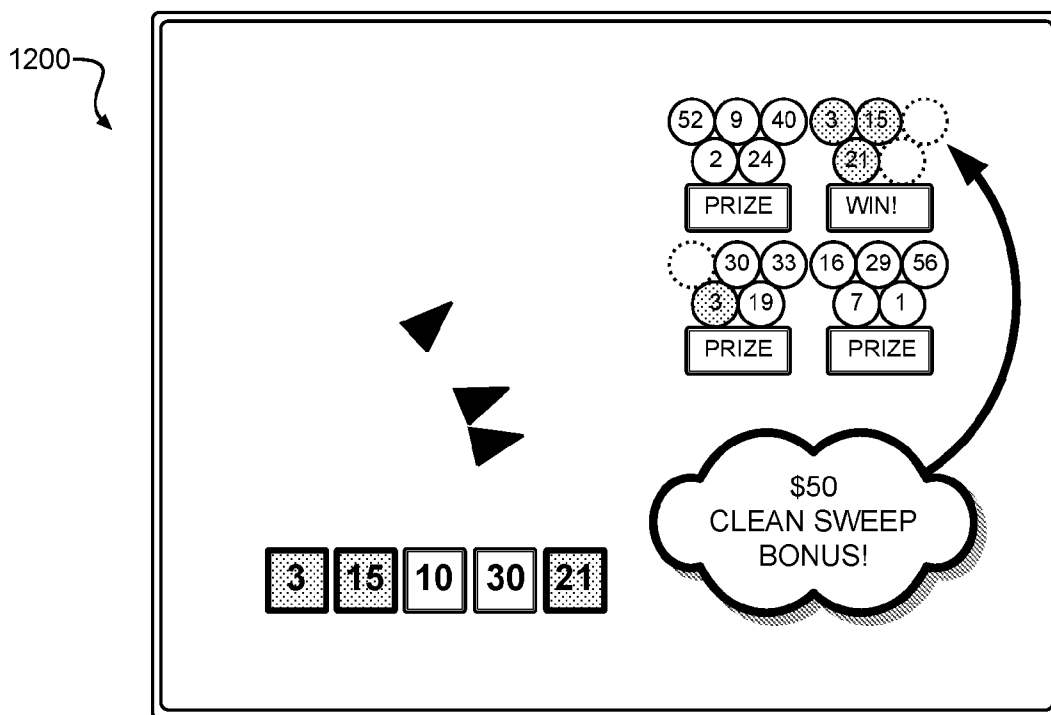 1200
52 9 40 3 15
2 24 21
PRIZE WIN!
30 33 16 29 56
3 19 7 1
PRIZE PRIZE
$50
CLEAN SWEEP
BONUS!
3 15 10 30 21